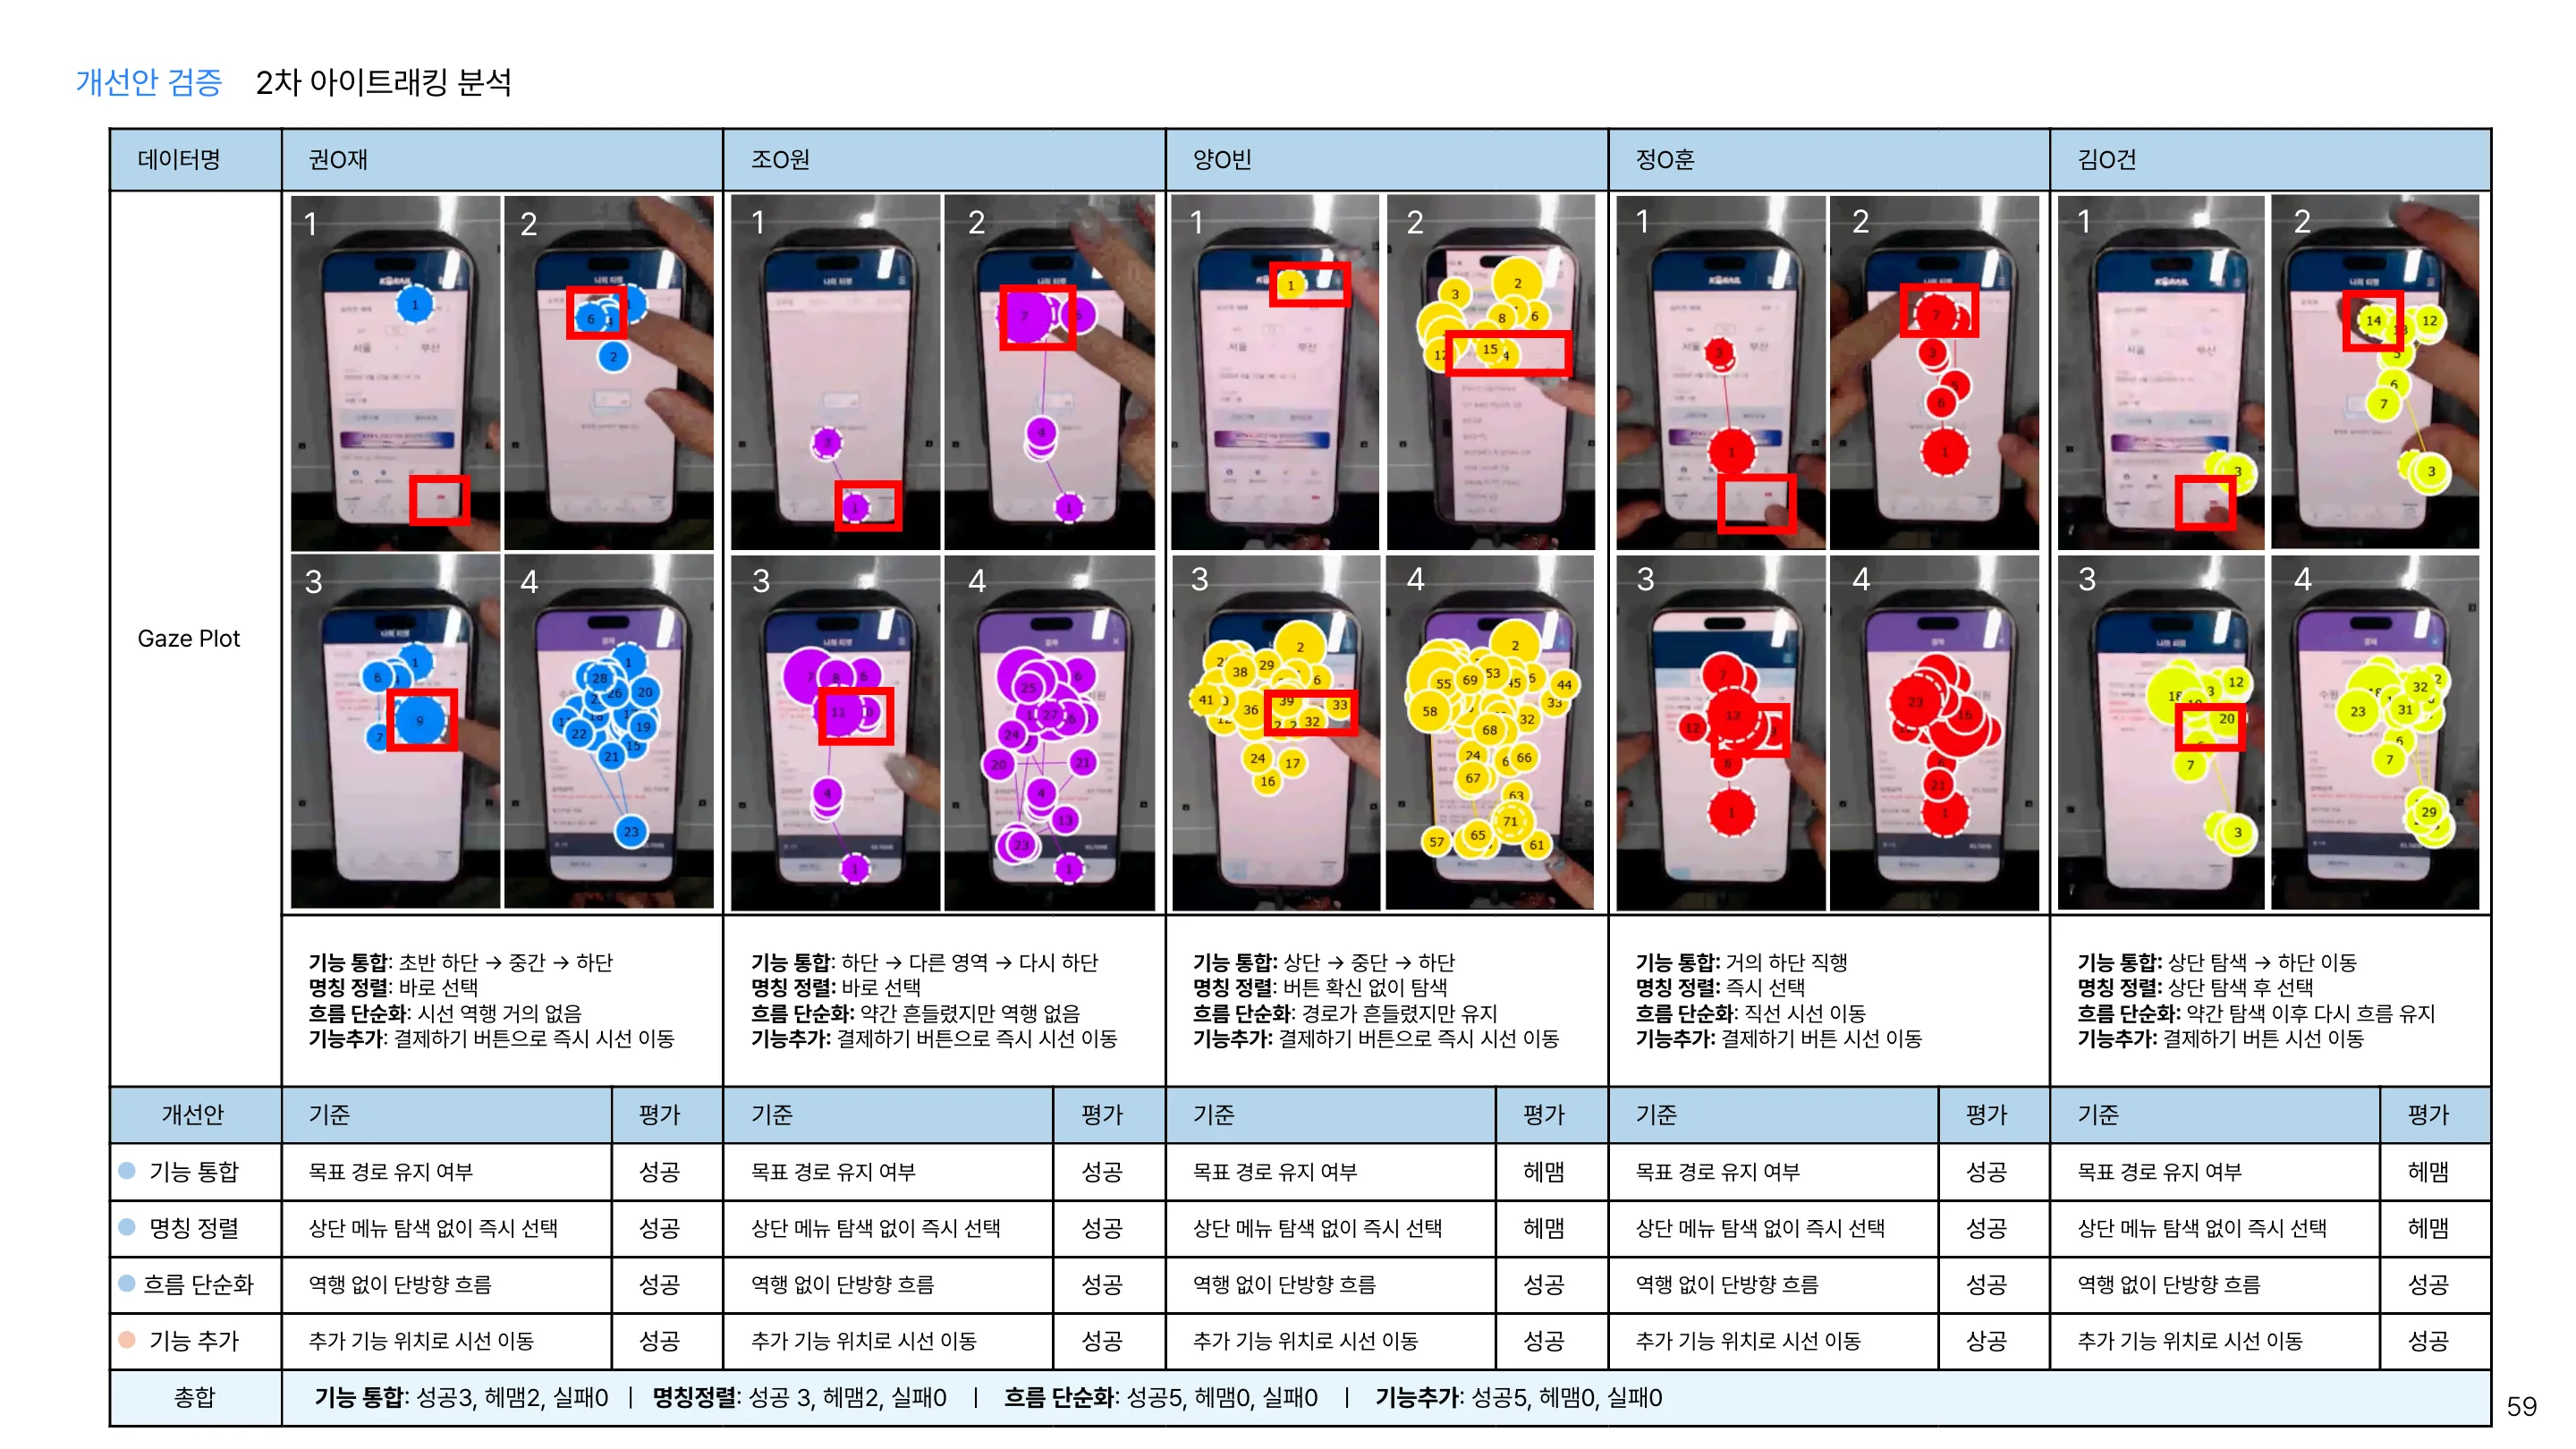 개선안 검증 2차 아이트래킹 분석
데이터명 권O재 조O원 양O빈 정O훈 김O건
1 2 1 2 1 2 1 2 1 2
3 4 3 4 3 4 3 4 3 4
Gaze Plot
기능 통합: 초반 하단 → 중간 → 하단
명칭 정렬: 바로 선택
흐름 단순화: 시선 역행 거의 없음
기능추가: 결제하기 버튼으로 즉시 시선 이동
기능 통합: 하단 → 다른 영역 → 다시 하단
명칭 정렬: 바로 선택
흐름 단순화: 약간 흔들렸지만 역행 없음
기능추가: 결제하기 버튼으로 즉시 시선 이동
기능 통합: 상단 → 중단 → 하단
명칭 정렬: 버튼 확신 없이 탐색
흐름 단순화: 경로가 흔들렸지만 유지
기능추가: 결제하기 버튼으로 즉시 시선 이동
기능 통합: 거의 하단 직행
명칭 정렬: 즉시 선택
흐름 단순화: 직선 시선 이동
기능추가: 결제하기 버튼 시선 이동
기능 통합: 상단 탐색 → 하단 이동
명칭 정렬: 상단 탐색 후 선택
흐름 단순화: 약간 탐색 이후 다시 흐름 유지
기능추가: 결제하기 버튼 시선 이동
개선안 기준 평가 기준 평가 기준 평가 기준 평가 기준 평가
기능 통합 목표 경로 유지 여부 성공 목표 경로 유지 여부 성공 목표 경로 유지 여부 헤맴 목표 경로 유지 여부 성공 목표 경로 유지 여부 헤맴
명칭 정렬 상단 메뉴 탐색 없이 즉시 선택 성공 상단 메뉴 탐색 없이 즉시 선택 성공 상단 메뉴 탐색 없이 즉시 선택 헤맴 상단 메뉴 탐색 없이 즉시 선택 성공 상단 메뉴 탐색 없이 즉시 선택 헤맴
흐름 단순화 역행 없이 단방향 흐름 성공 역행 없이 단방향 흐름 성공 역행 없이 단방향 흐름 성공 역행 없이 단방향 흐름 성공 역행 없이 단방향 흐름 성공
기능 추가 추가 기능 위치로 시선 이동 성공 추가 기능 위치로 시선 이동 성공 추가 기능 위치로 시선 이동 성공 추가 기능 위치로 시선 이동 상공 추가 기능 위치로 시선 이동 성공
총합 기능 통합: 성공3, 헤맴2, 실패0 | 명칭정렬: 성공 3, 헤맴2, 실패0 | 흐름 단순화: 성공5, 헤맴0, 실패0 | 기능추가: 성공5, 헤맴0, 실패0
59